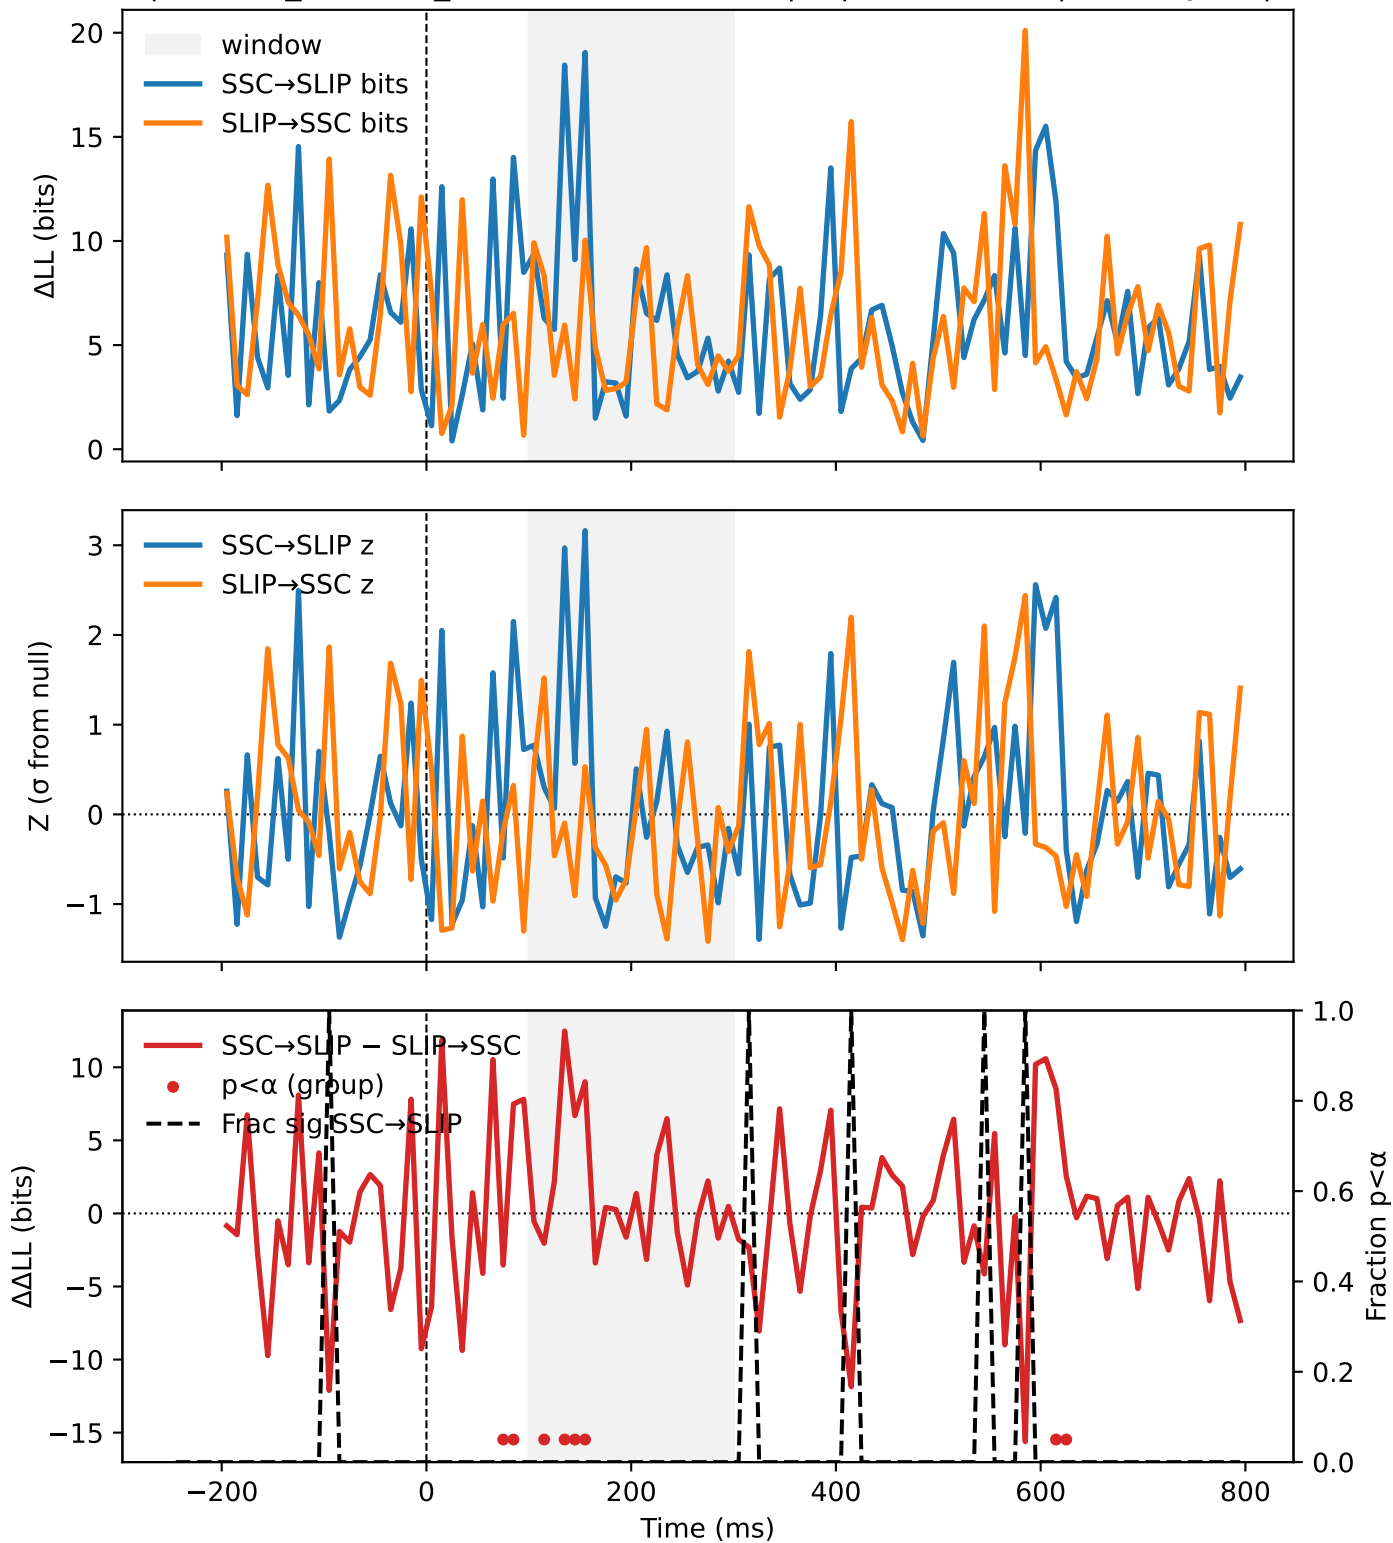 window
SSC→SLIP bits
SLIP→SSC bits
20
15
10
5
0
ΔLL (bits)
SSC→SLIP z
SLIP→SSC z
3
2
1
0
−1
Z (σ from null)
SSC→SLIP − SLIP→SSC
p<α (group)
Frac sig SSC→SLIP
10
5
0
−5
−10
−15
ΔΔLL (bits)
1.0
0.8
0.6
0.4
0.2
0.0
Fraction p<α
−200
0
200
400
600
800
Time (ms)